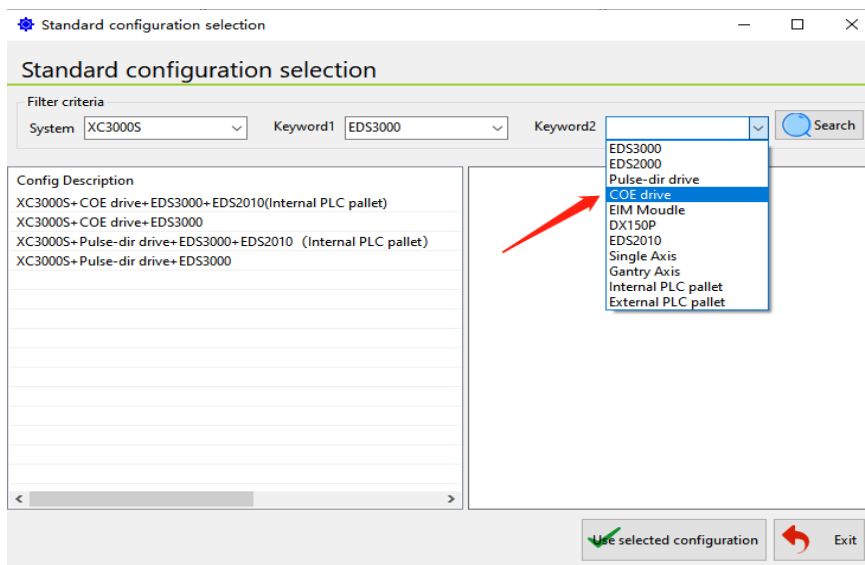 Standard configuration selection
Standard configuration selection
Filter criteria
System XC3000S Keyword1 EDS3000 Keyword2 Search
EDS3000
EDS2000
Pulse-dir drive
COE drive
EIM Moudle
DX150P
EDS2010
Single Axis
Gantry Axis
Internal PLC pallet
External PLC pallet
Config Description
XC3000S+COE drive+EDS3000+EDS2010(Internal PLC pallet)
XC3000S+COE drive+EDS3000
XC3000S+Pulse-dir drive+EDS3000+EDS2010（Internal PLC pallet）
XC3000S+Pulse-dir drive+EDS3000
Use selected configuration Exit